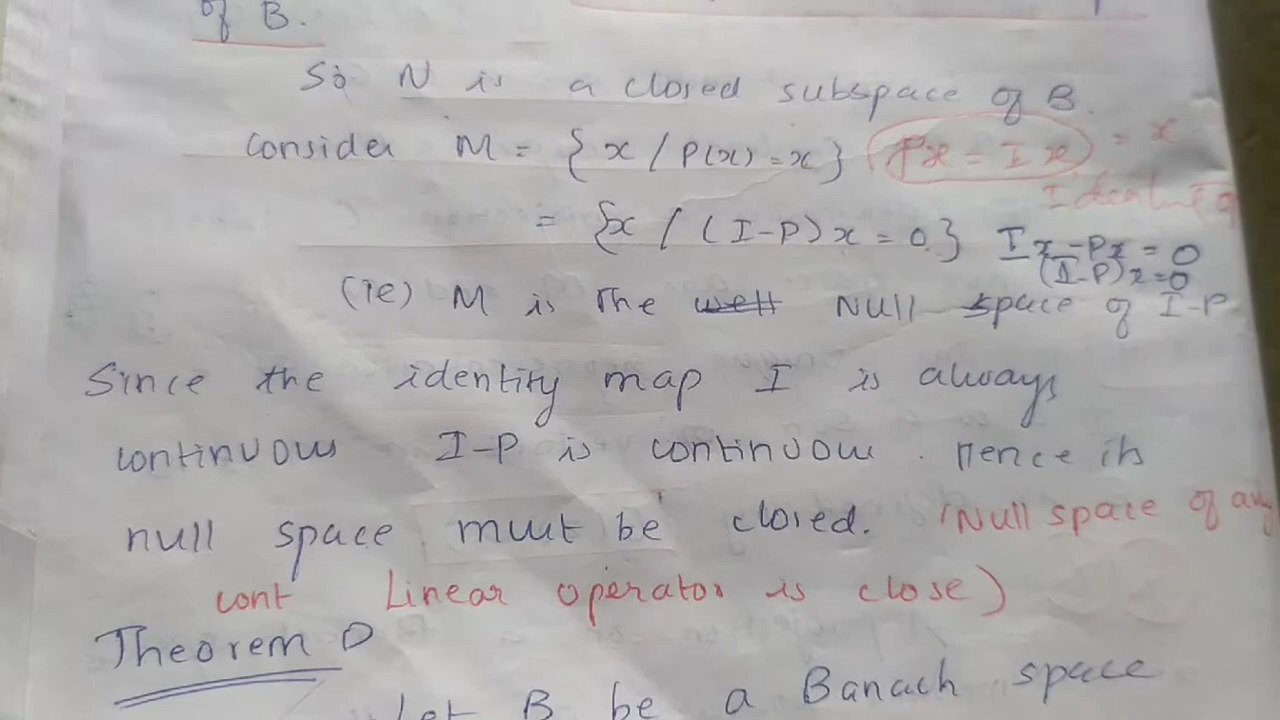 of B.
So N is a closed subspace of B.
Consider M = {x / P(x) = x} Px = Ix = x
= {x / (I-P)x = 0.} Ix - Px = 0
(I-P)x = 0
(ie) M is the Null space of I-P
Since the identity map I is always
continuous I-P is continuous. Hence its
null space must be closed. (Null space of any
cont Linear operator is close)
Theorem D
Let B be a Banach space